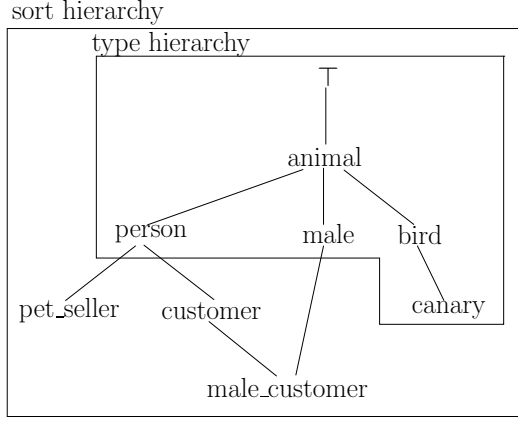 sort hierarchy
type hierarchy
⊤
animal
person male bird
pet_seller customer canary
male_customer